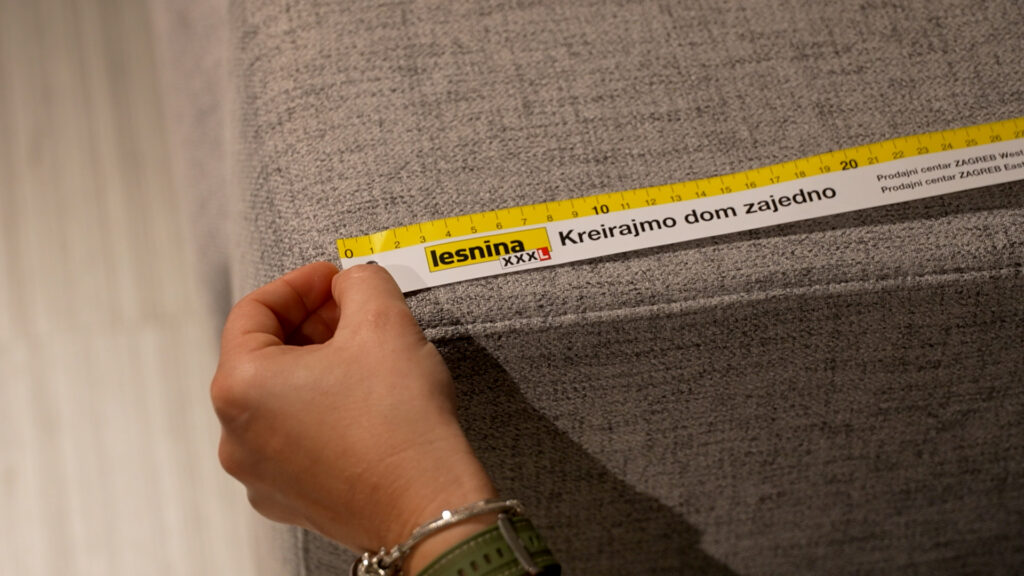 0 2 3 4 5 6 7 8 9 10 11 12 13 14 15 16 17 18 19 20 21 22 23 24 25 26
lesnina
XXXL
Kreirajmo dom zajedno
Prodajni centar ZAGREB West
Prodajni centar ZAGREB East